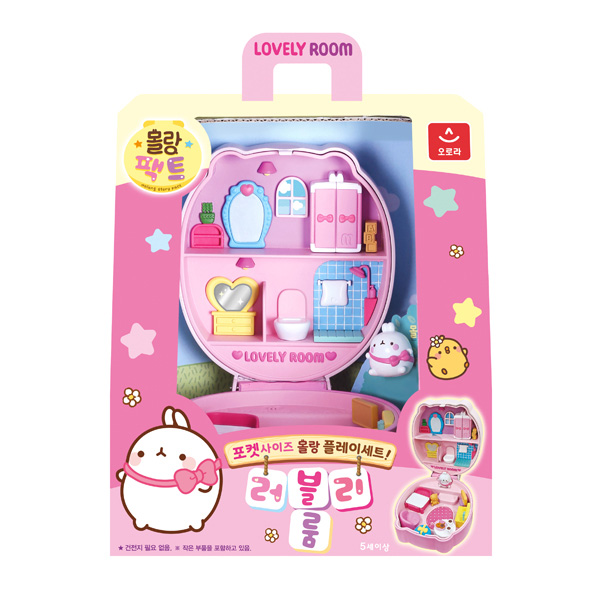 LOVELY ROOM
몰랑
팩트
molang story pact
오로라
LOVELY ROOM
포켓사이즈 몰랑 플레이세트!
러블리
룸
★ 건전지 필요 없음. ※ 작은 부품을 포함하고 있음.
5세이상